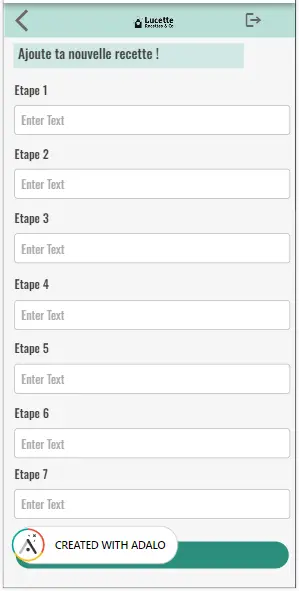 Lucette
Recettes & Co
Ajoute ta nouvelle recette !
Etape 1
Enter Text
Etape 2
Enter Text
Etape 3
Enter Text
Etape 4
Enter Text
Etape 5
Enter Text
Etape 6
Enter Text
Etape 7
Enter Text
CREATED WITH ADALO